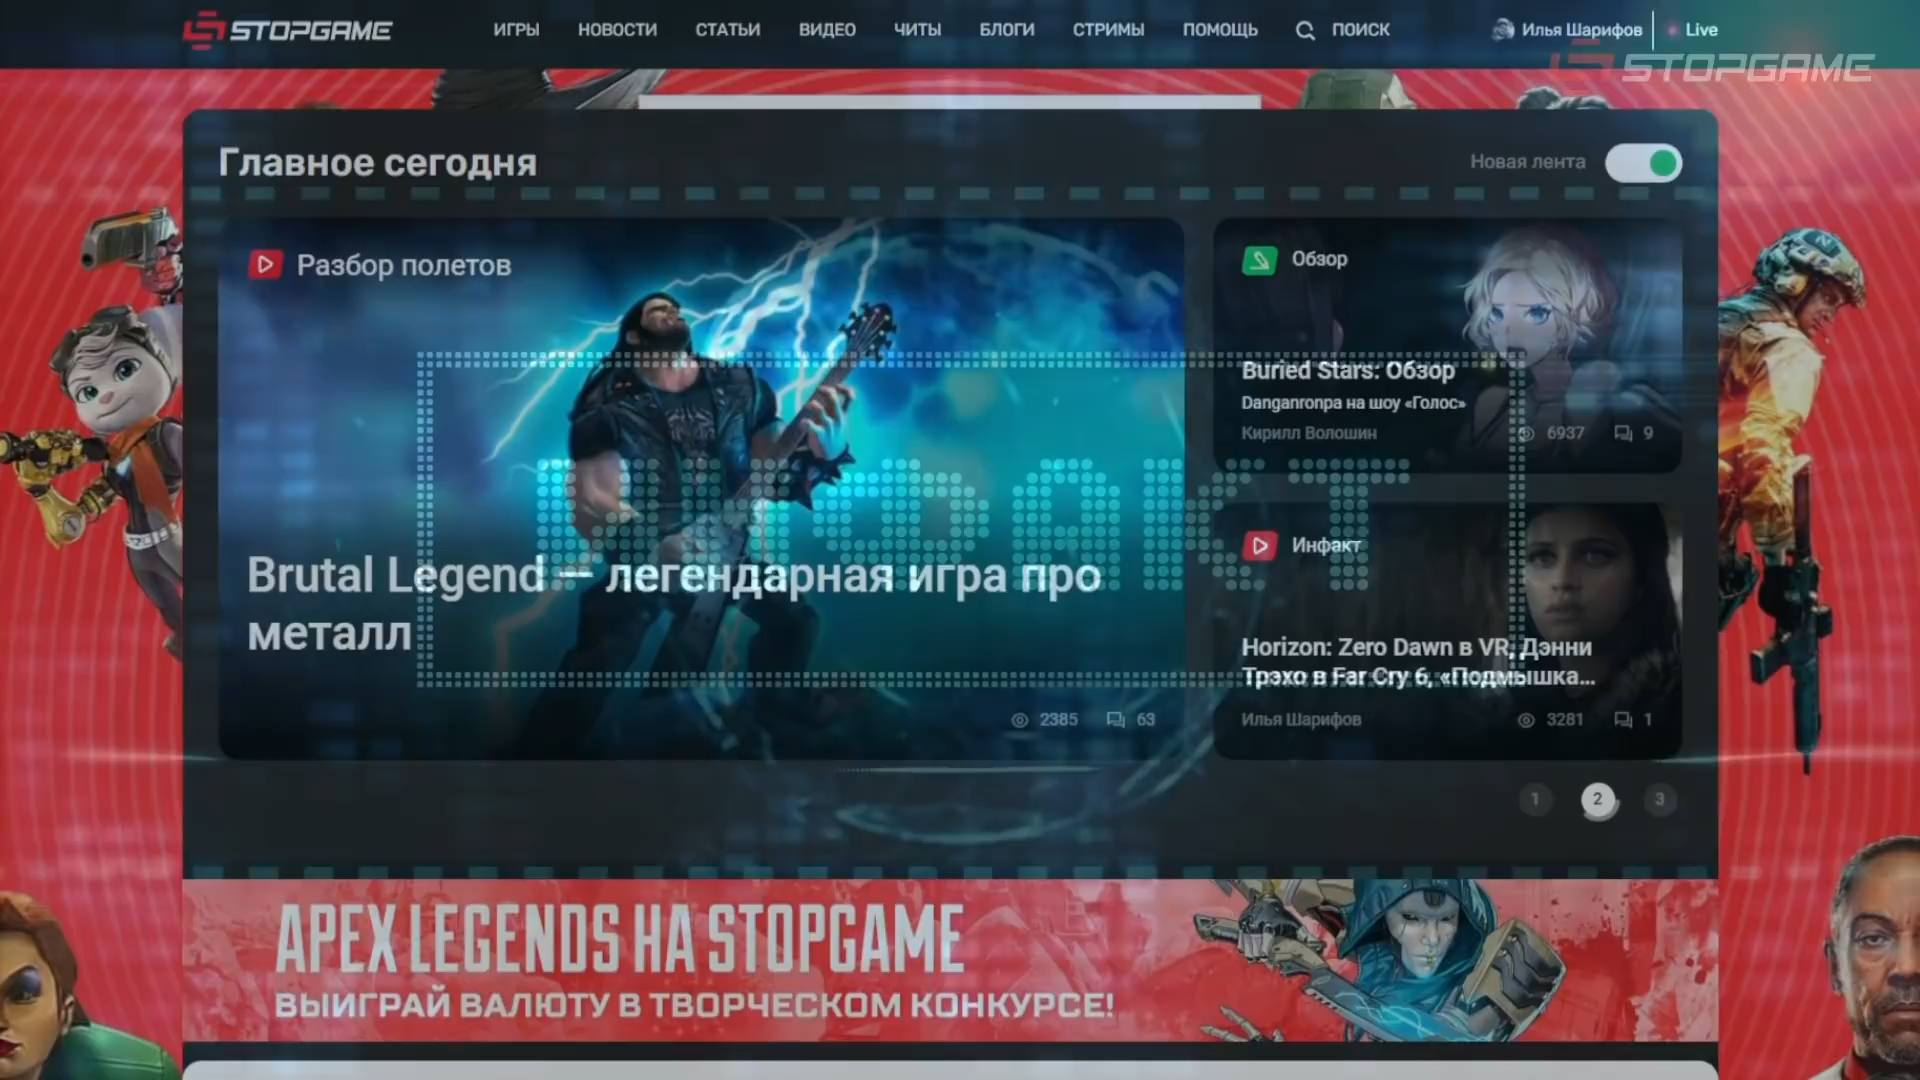 STOPGAME
ИГРЫ НОВОСТИ СТАТЬИ ВИДЕО ЧИТЫ БЛОГИ СТРИМЫ ПОМОЩЬ ПОИСК Илья Шарифов Live
STOPGAME
Главное сегодня
Новая лента
Разбор полетов
Brutal Legend — легендарная игра про
металл
2385 63
Обзор
Buried Stars: Обзор
Danganronpa на шоу «Голос»
Кирилл Волошин 6937 9
ИНФАКТ
Инфакт
Horizon: Zero Dawn в VR, Дэнни
Трэхо в Far Cry 6, «Подмышка...
Илья Шарифов 3281 1
1 2 3
APEX LEGENDS НА STOPGAME
ВЫИГРАЙ ВАЛЮТУ В ТВОРЧЕСКОМ КОНКУРСЕ!